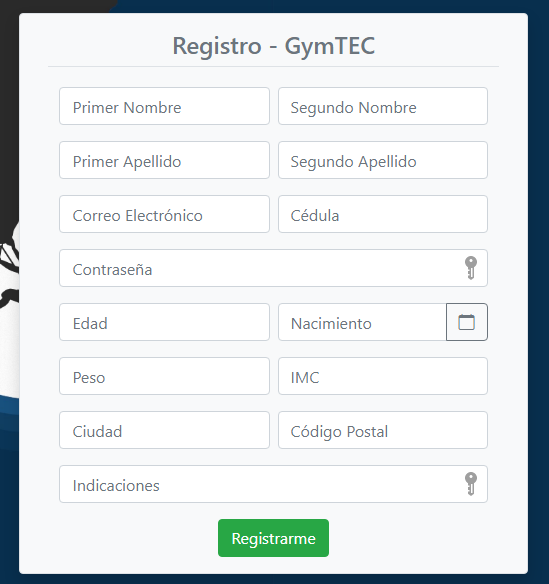 Registro - GymTEC
Primer Nombre Segundo Nombre
Primer Apellido Segundo Apellido
Correo Electrónico Cédula
Contraseña
Edad Nacimiento
Peso IMC
Ciudad Código Postal
Indicaciones
Registrarme